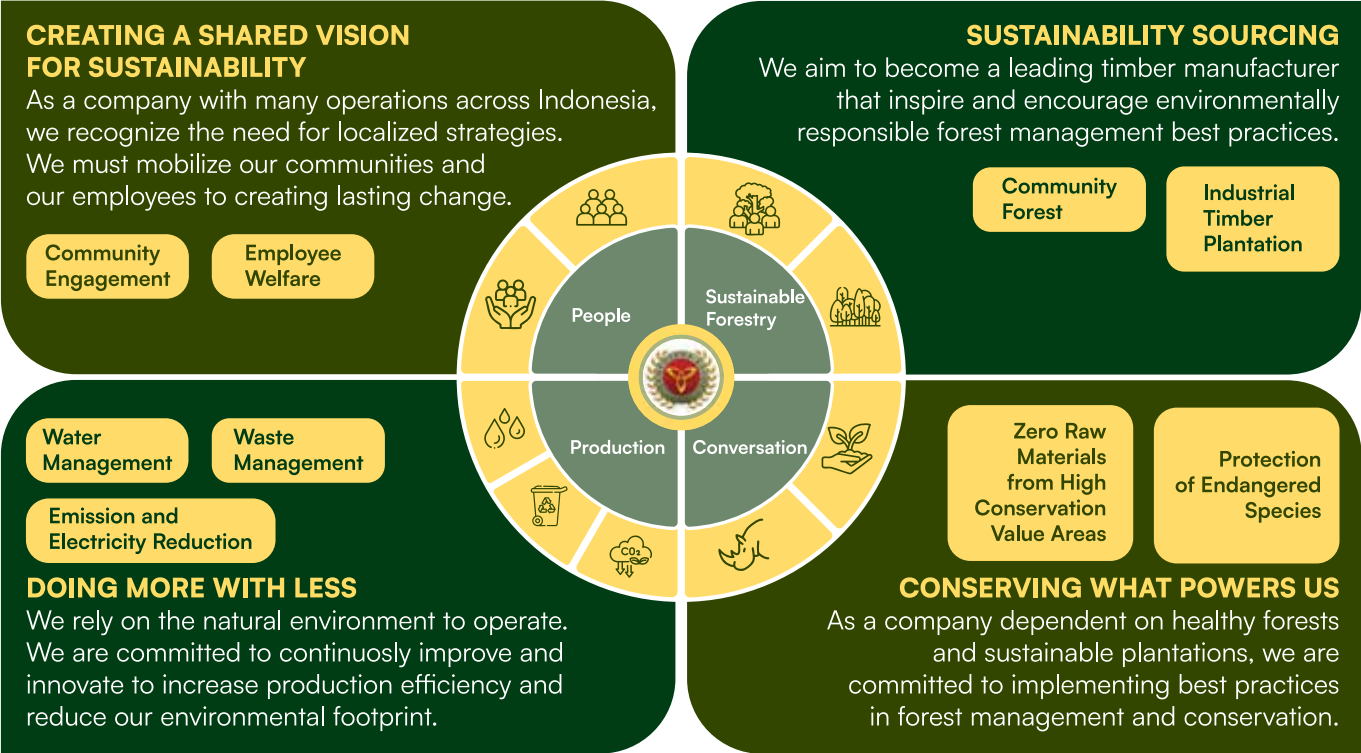 CREATING A SHARED VISION
FOR SUSTAINABILITY
As a company with many operations across Indonesia,
we recognize the need for localized strategies.
We must mobilize our communities and
our employees to creating lasting change.
Community
Engagement
Employee
Welfare
SUSTAINABILITY SOURCING
We aim to become a leading timber manufacturer
that inspire and encourage environmentally
responsible forest management best practices.
Community
Forest
Industrial
Timber
Plantation
People
Sustainable
Forestry
Production
Conversation
CO₂
Water
Management
Waste
Management
Emission and
Electricity Reduction
DOING MORE WITH LESS
We rely on the natural environment to operate.
We are committed to continuosly improve and
innovate to increase production efficiency and
reduce our environmental footprint.
Zero Raw
Materials
from High
Conservation
Value Areas
Protection
of Endangered
Species
CONSERVING WHAT POWERS US
As a company dependent on healthy forests
and sustainable plantations, we are
committed to implementing best practices
in forest management and conservation.